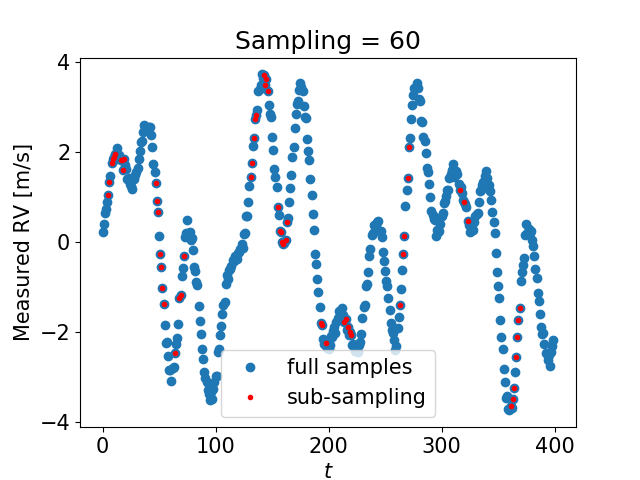 Sampling = 60
Measured RV [m/s]
4
2
0
−2
−4
full samples
sub-sampling
0 100 200 300 400
t